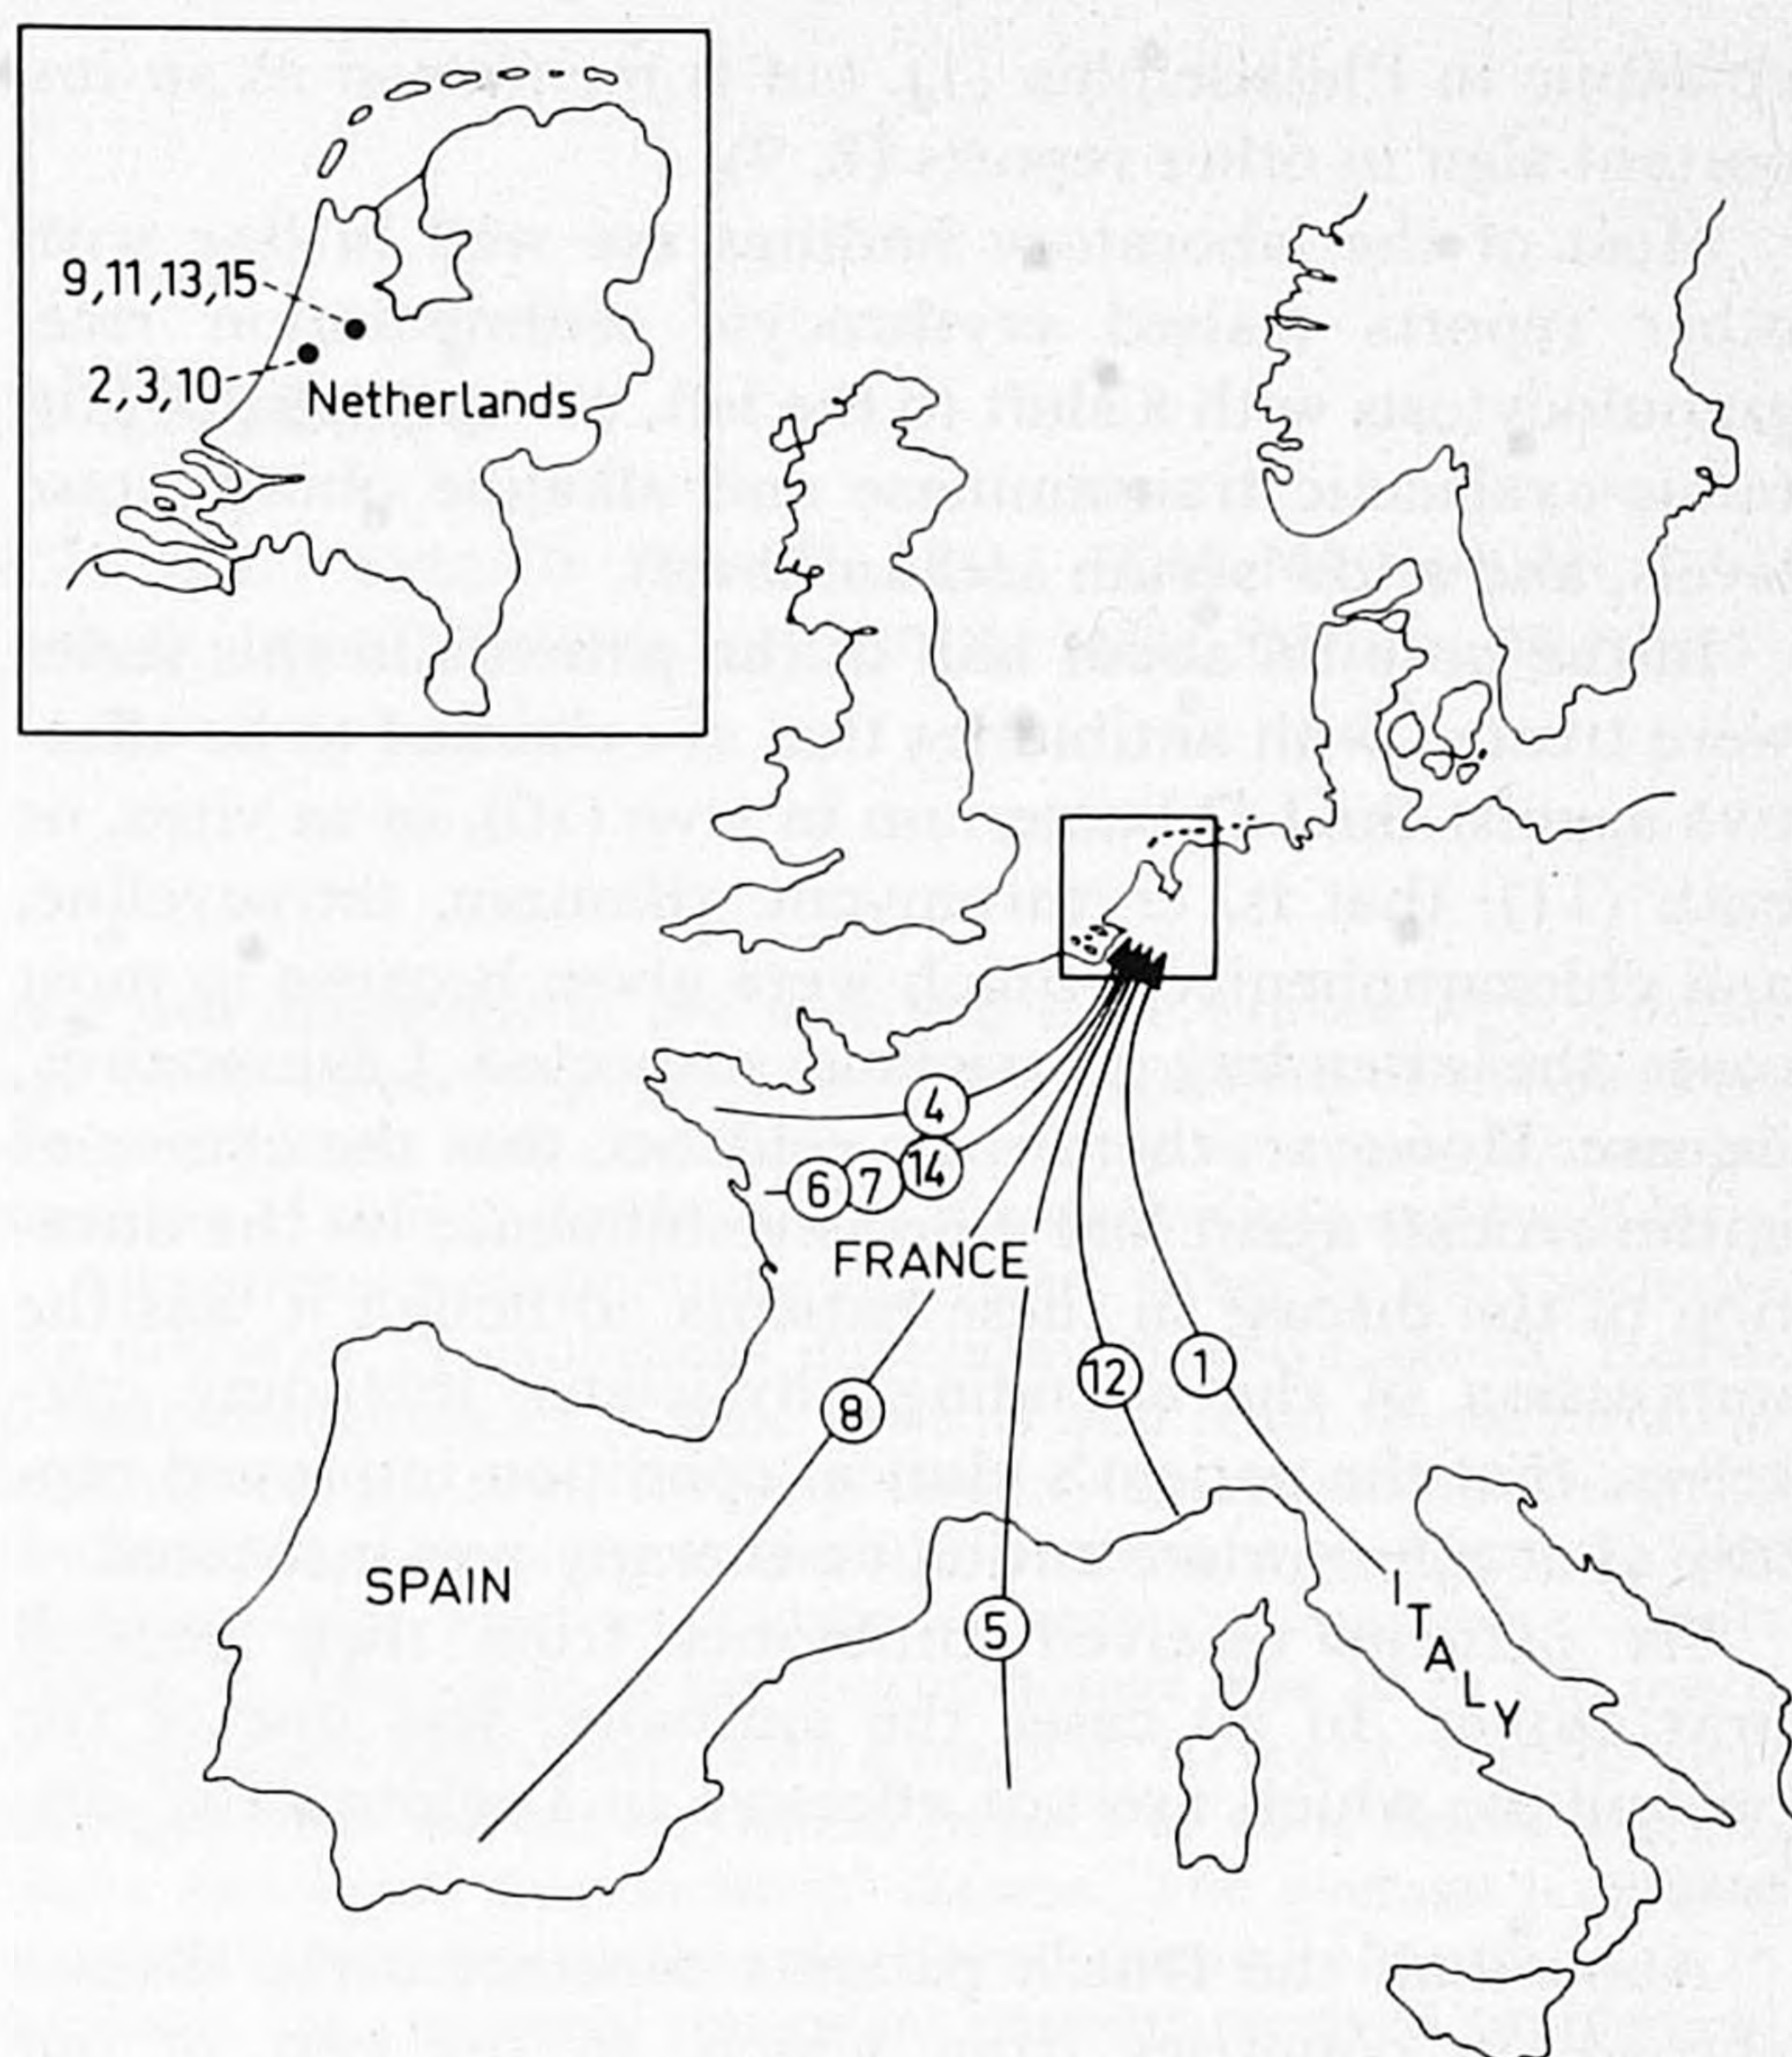 9,11,13,15
2,3,10
Netherlands
4
6 7 14
FRANCE
12 1
8
SPAIN
5
ITALY